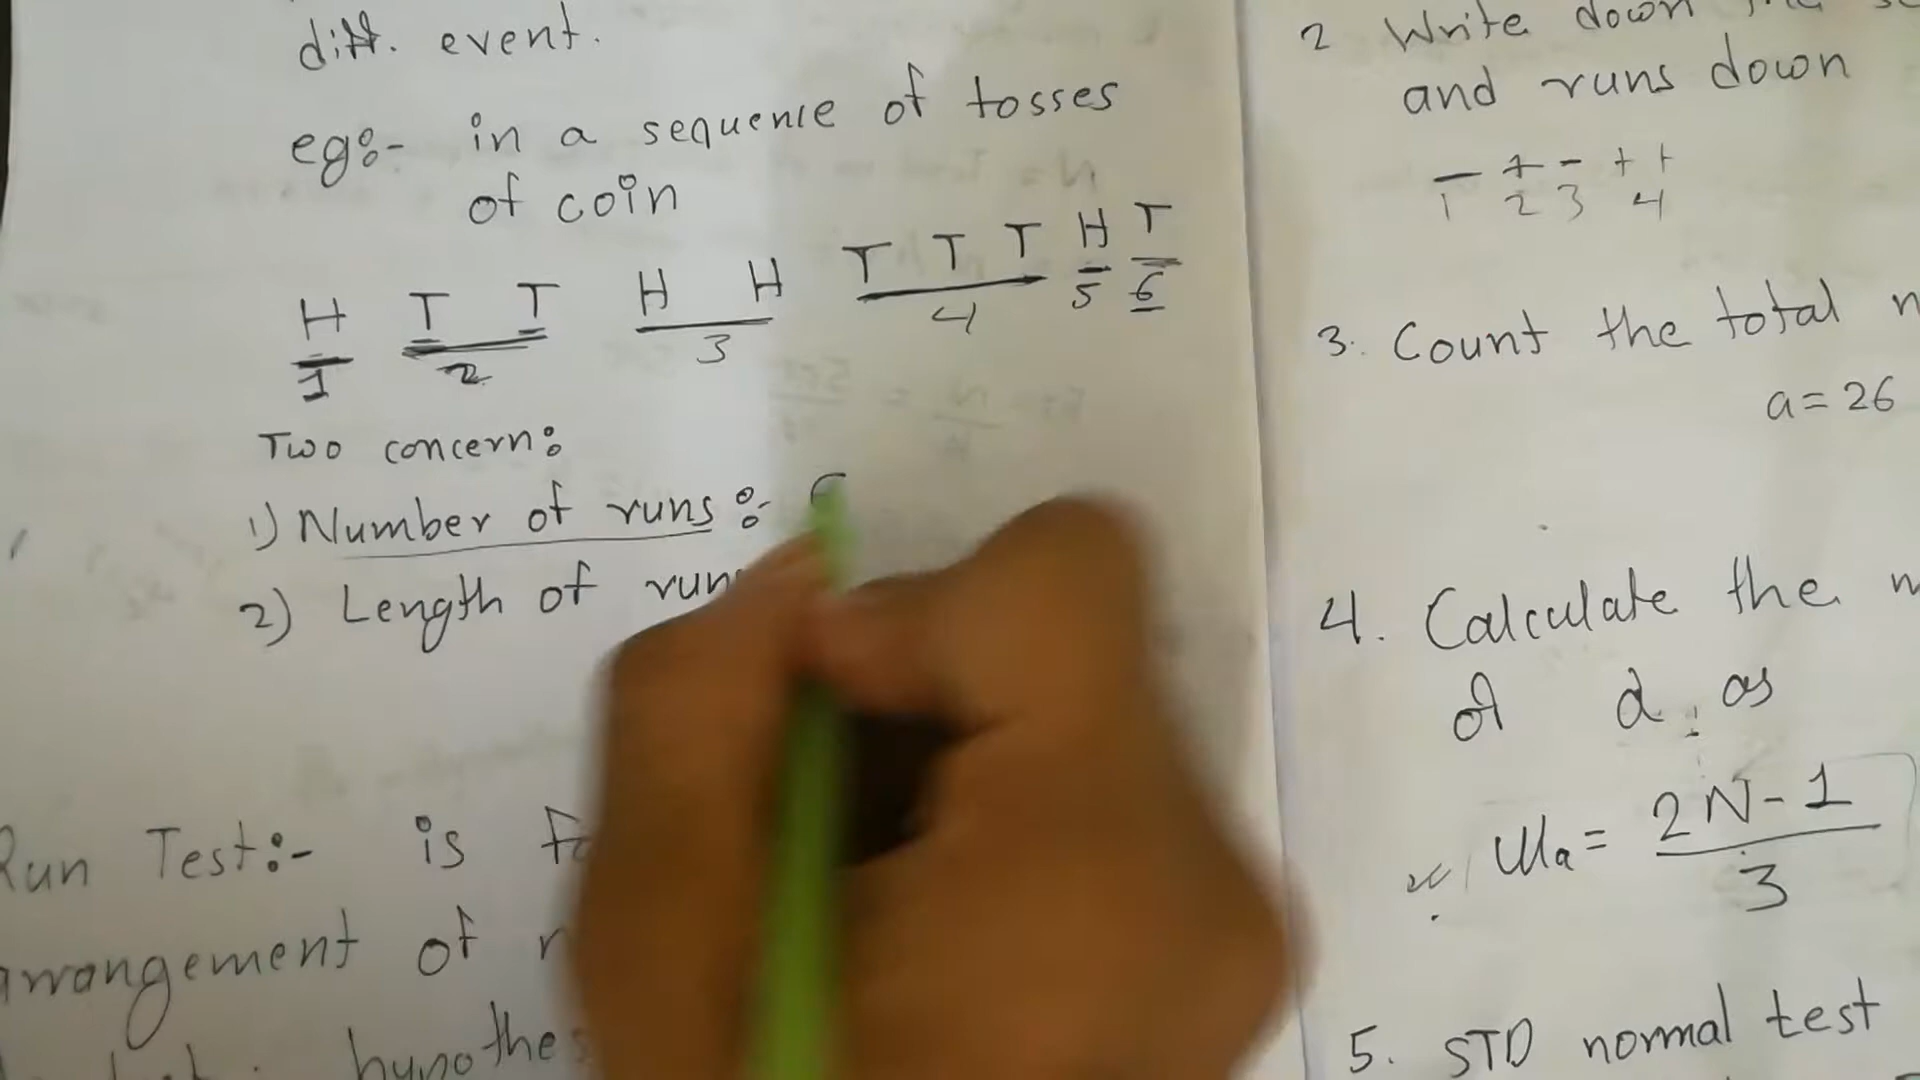 diff. event.
eg:- in a sequence of tosses
of coin
H T T H H T T T H T
1 2 3 4 5 6
Two concern:
1) Number of runs :-
2) Length of run
Run Test:- is
arrangement of
2 Write down
and runs down
- + - + +
1 2 3 4
3. Count the total
a = 26
4. Calculate the
of a, as
μa = 2N-1
3
5. STD normal test